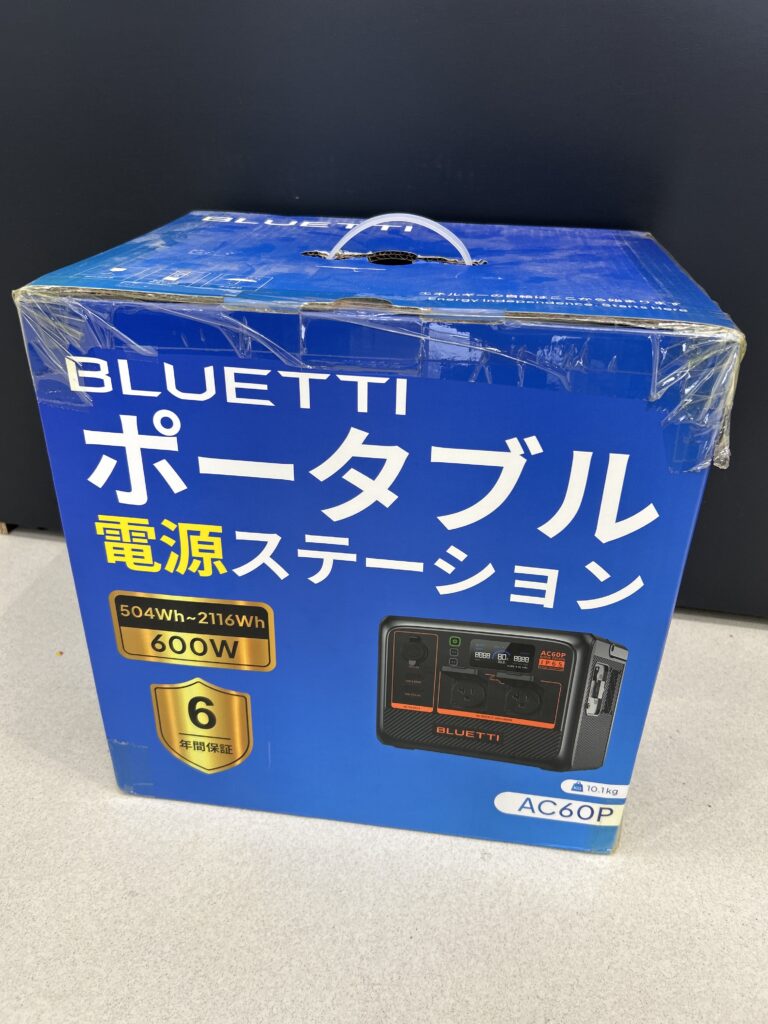 BLUETTI
エネルギーの自領はここから始まります
Energy Independence Starts Here
BLUETTI
ポータブル
電源ステーション
504Wh~2116Wh
600W
6
年間保証
AC60P
IP65
BLUETTI
10.1kg
AC60P